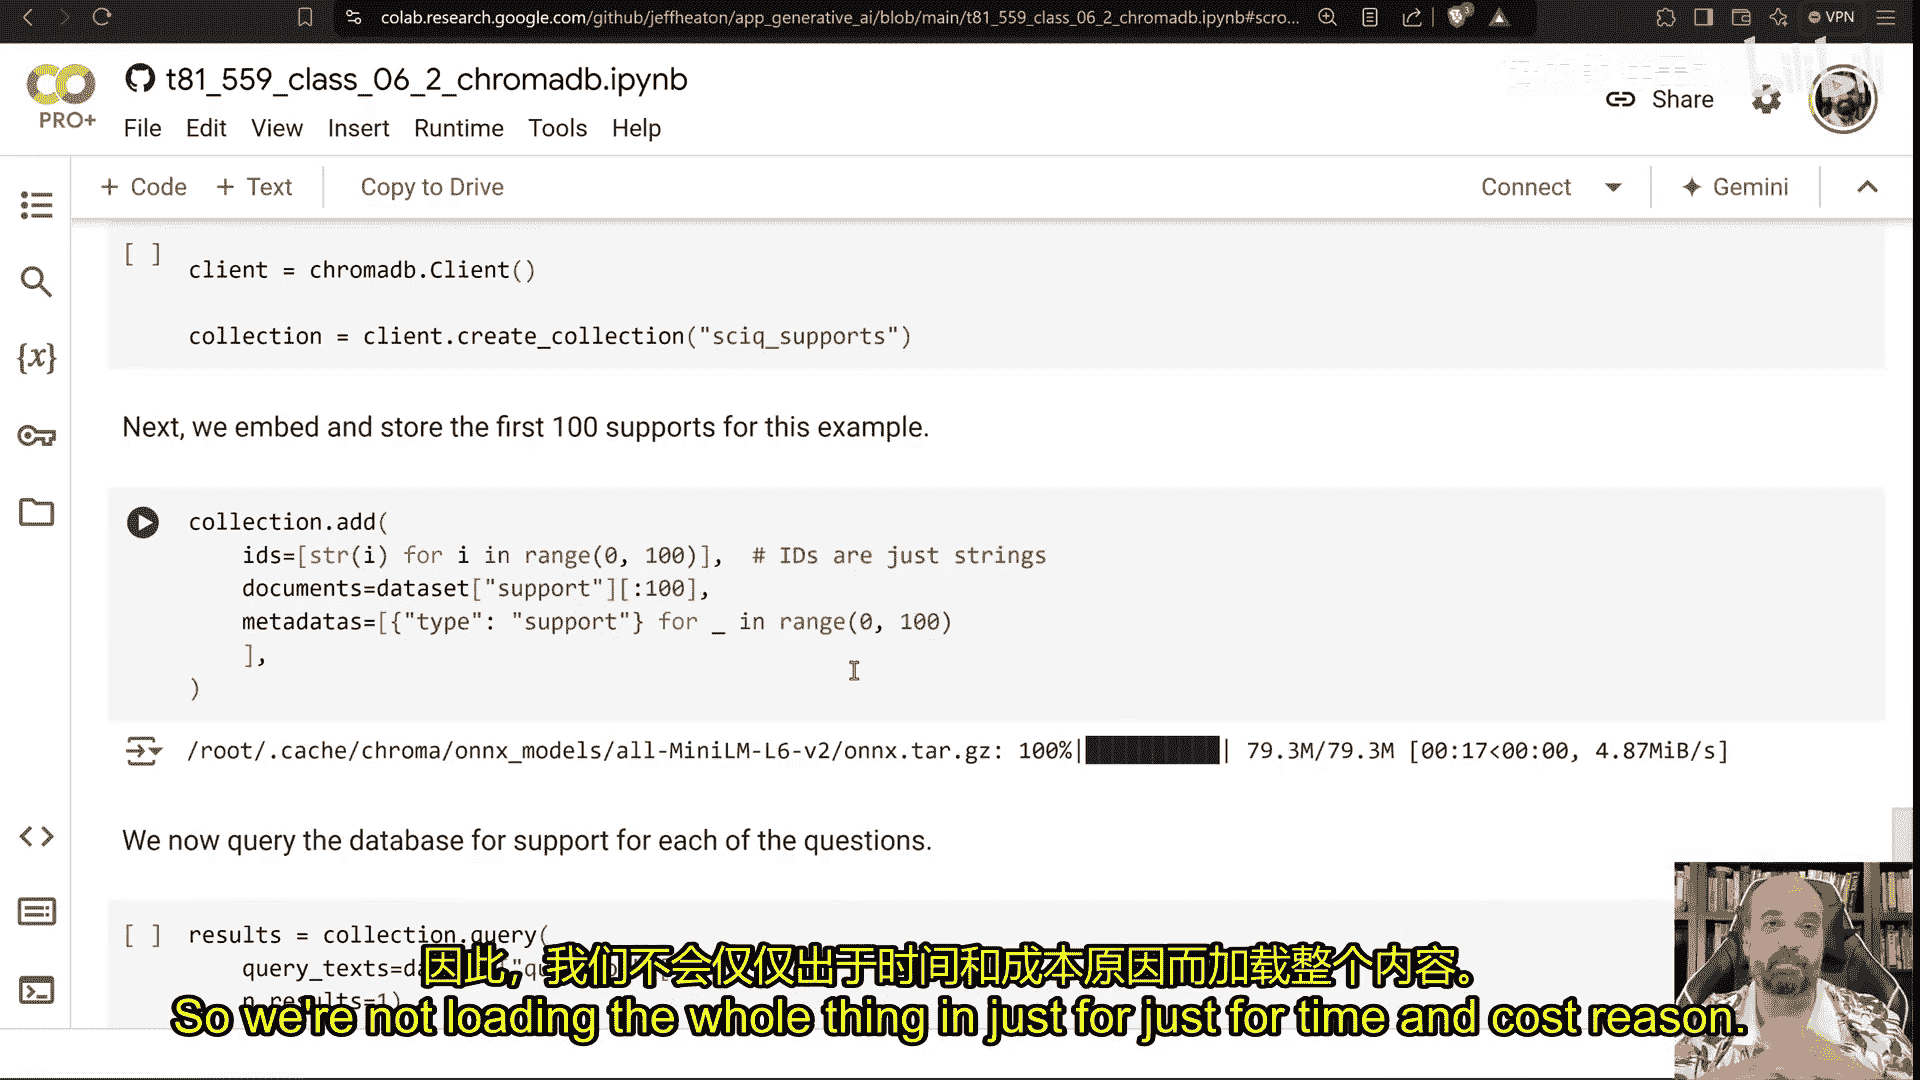 colab.research.google.com/github/jeffheaton/app_generative_ai/blob/main/t81_559_class_06_2_chromadb.ipynb#scro...
VPN
t81_559_class_06_2_chromadb.ipynb
PRO+
File Edit View Insert Runtime Tools Help
Share
+ Code + Text
Copy to Drive
Connect
Gemini
[ ]
client = chromadb.Client()
collection = client.create_collection("sciq_supports")
Next, we embed and store the first 100 supports for this example.
collection.add(
ids=[str(i) for i in range(0, 100)], # IDs are just strings
documents=dataset["support"][:100],
metadatas=[{"type": "support"} for _ in range(0, 100)
],
)
/root/.cache/chroma/onnx_models/all-MiniLM-L6-v2/onnx.tar.gz: 100%|██████████| 79.3M/79.3M [00:17<00:00, 4.87MiB/s]
We now query the database for support for each of the questions.
[ ]
results = collection.query(
query_texts=
n_results=1)
因此，我们不会仅仅出于时间和成本原因而加载整个内容。
So we're not loading the whole thing in just for just for time and cost reason.